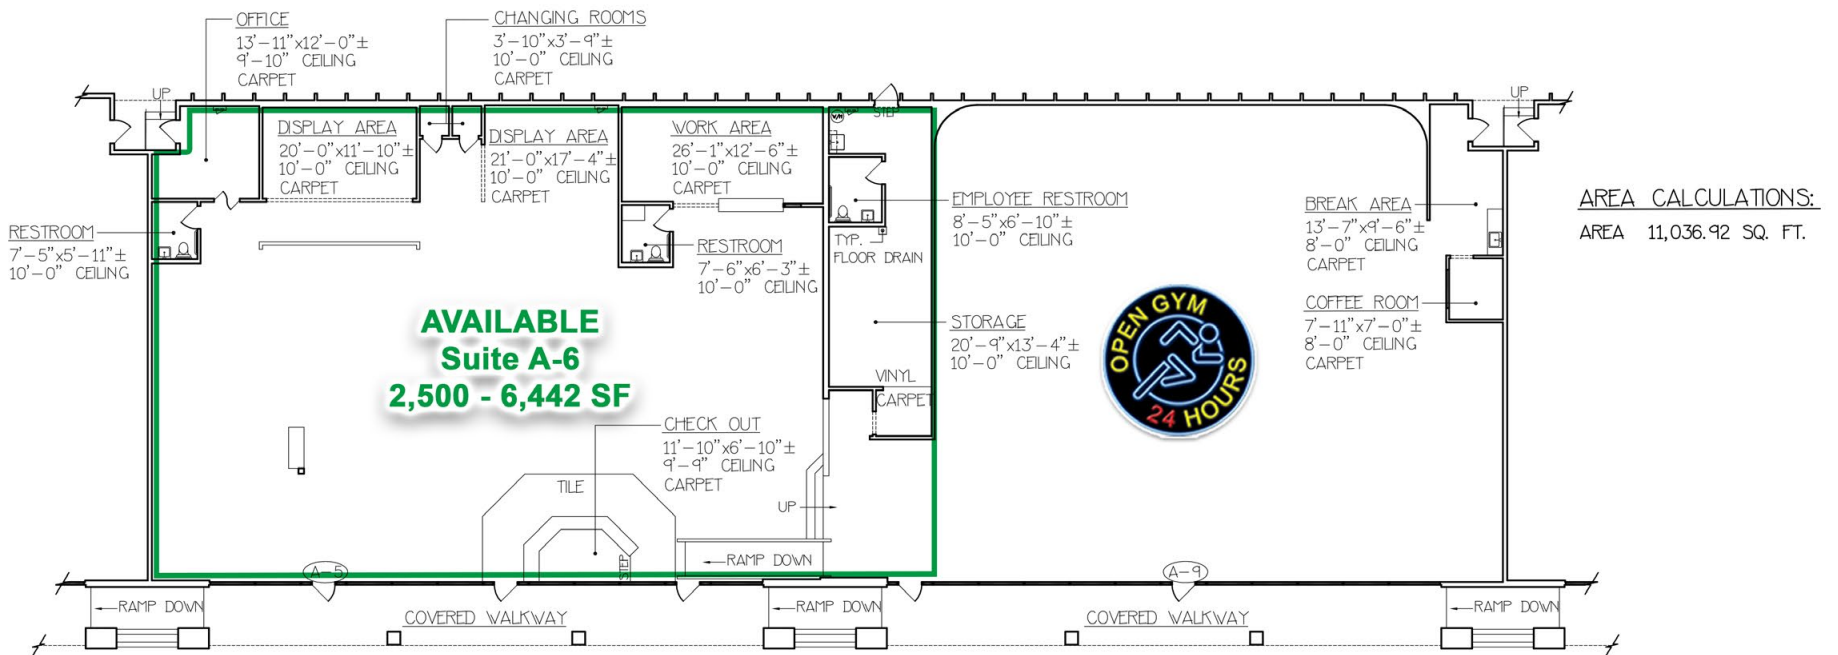 OFFICE
13'-11"x12'-0"±
9'-10" CEILING
CARPET
CHANGING ROOMS
3'-10"x3'-9"±
10'-0" CEILING
CARPET
UP
DISPLAY AREA
20'-0"x11'-10"±
10'-0" CEILING
CARPET
DISPLAY AREA
21'-0"x17'-4"±
10'-0" CEILING
CARPET
WORK AREA
26'-1"x12'-6"±
10'-0" CEILING
CARPET
STEP
UP
RESTROOM
7'-5"x5'-11"±
10'-0" CEILING
RESTROOM
7'-6"x6'-3"±
10'-0" CEILING
TYP.
FLOOR DRAIN
EMPLOYEE RESTROOM
8'-5"x6'-10"±
10'-0" CEILING
BREAK AREA
13'-7"x9'-6"±
8'-0" CEILING
CARPET
AREA CALCULATIONS:
AREA 11,036.92 SQ. FT.
AVAILABLE
Suite A-6
2,500 - 6,442 SF
STORAGE
20'-9"x13'-4"±
10'-0" CEILING
VINYL
CARPET
OPEN GYM
24 HOURS
COFFEE ROOM
7'-11"x7'-0"±
8'-0" CEILING
CARPET
CHECK OUT
11'-10"x6'-10"±
9'-9" CEILING
CARPET
TILE
UP
STEP
RAMP DOWN
A-5
A-9
RAMP DOWN
COVERED WALKWAY
RAMP DOWN
COVERED WALKWAY
RAMP DOWN